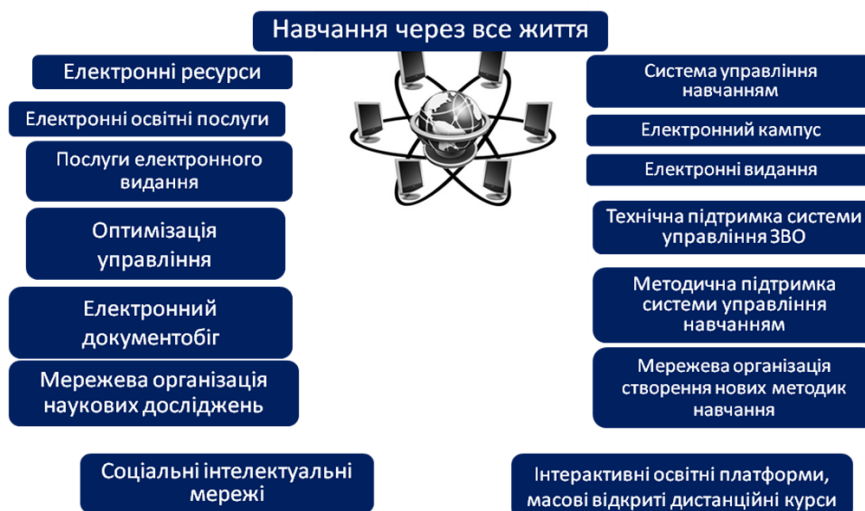 Навчання через все життя
Електронні ресурси
Електронні освітні послуги
Послуги електронного
видання
Оптимізація
управління
Електронний
документобіг
Мережева організація
наукових досліджень
Соціальні інтелектуальні
мережі
Система управління
навчанням
Електронний кампус
Електронні видання
Технічна підтримка системи
управління ЗВО
Методична підтримка
системи управління
навчанням
Мережева організація
створення нових методик
навчання
Інтерактивні освітні платформи,
масові відкриті дистанційні курси